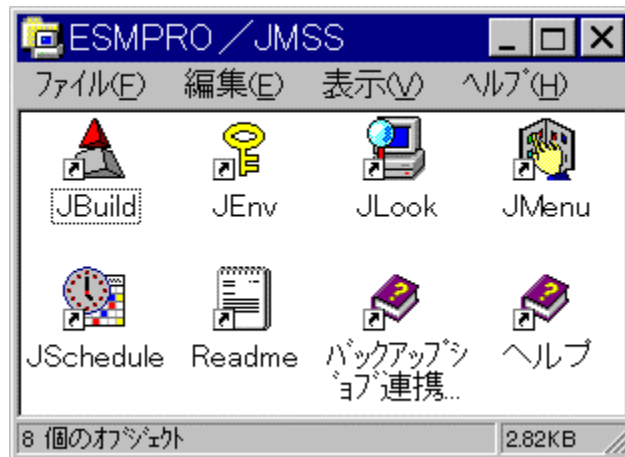 ESMPRO／JMSS
ﾌｧｲﾙ(F) 編集(E) 表示(V) ﾍﾙﾌﾟ(H)
JBuild JEnv JLook JMenu
JSchedule Readme ﾊﾞｯｸｱｯﾌﾟｼ ヘルプ
ﾞｮﾌﾞ連携...
8 個のｵﾌﾞｼﾞｪｸﾄ 2.82KB